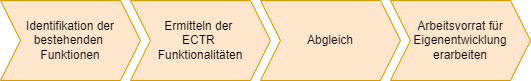 Identifikation der
bestehenden
Funktionen
Ermitteln der
ECTR
Funktionalitäten
Abgleich
Arbeitsvorrat für
Eigenentwicklung
erarbeiten